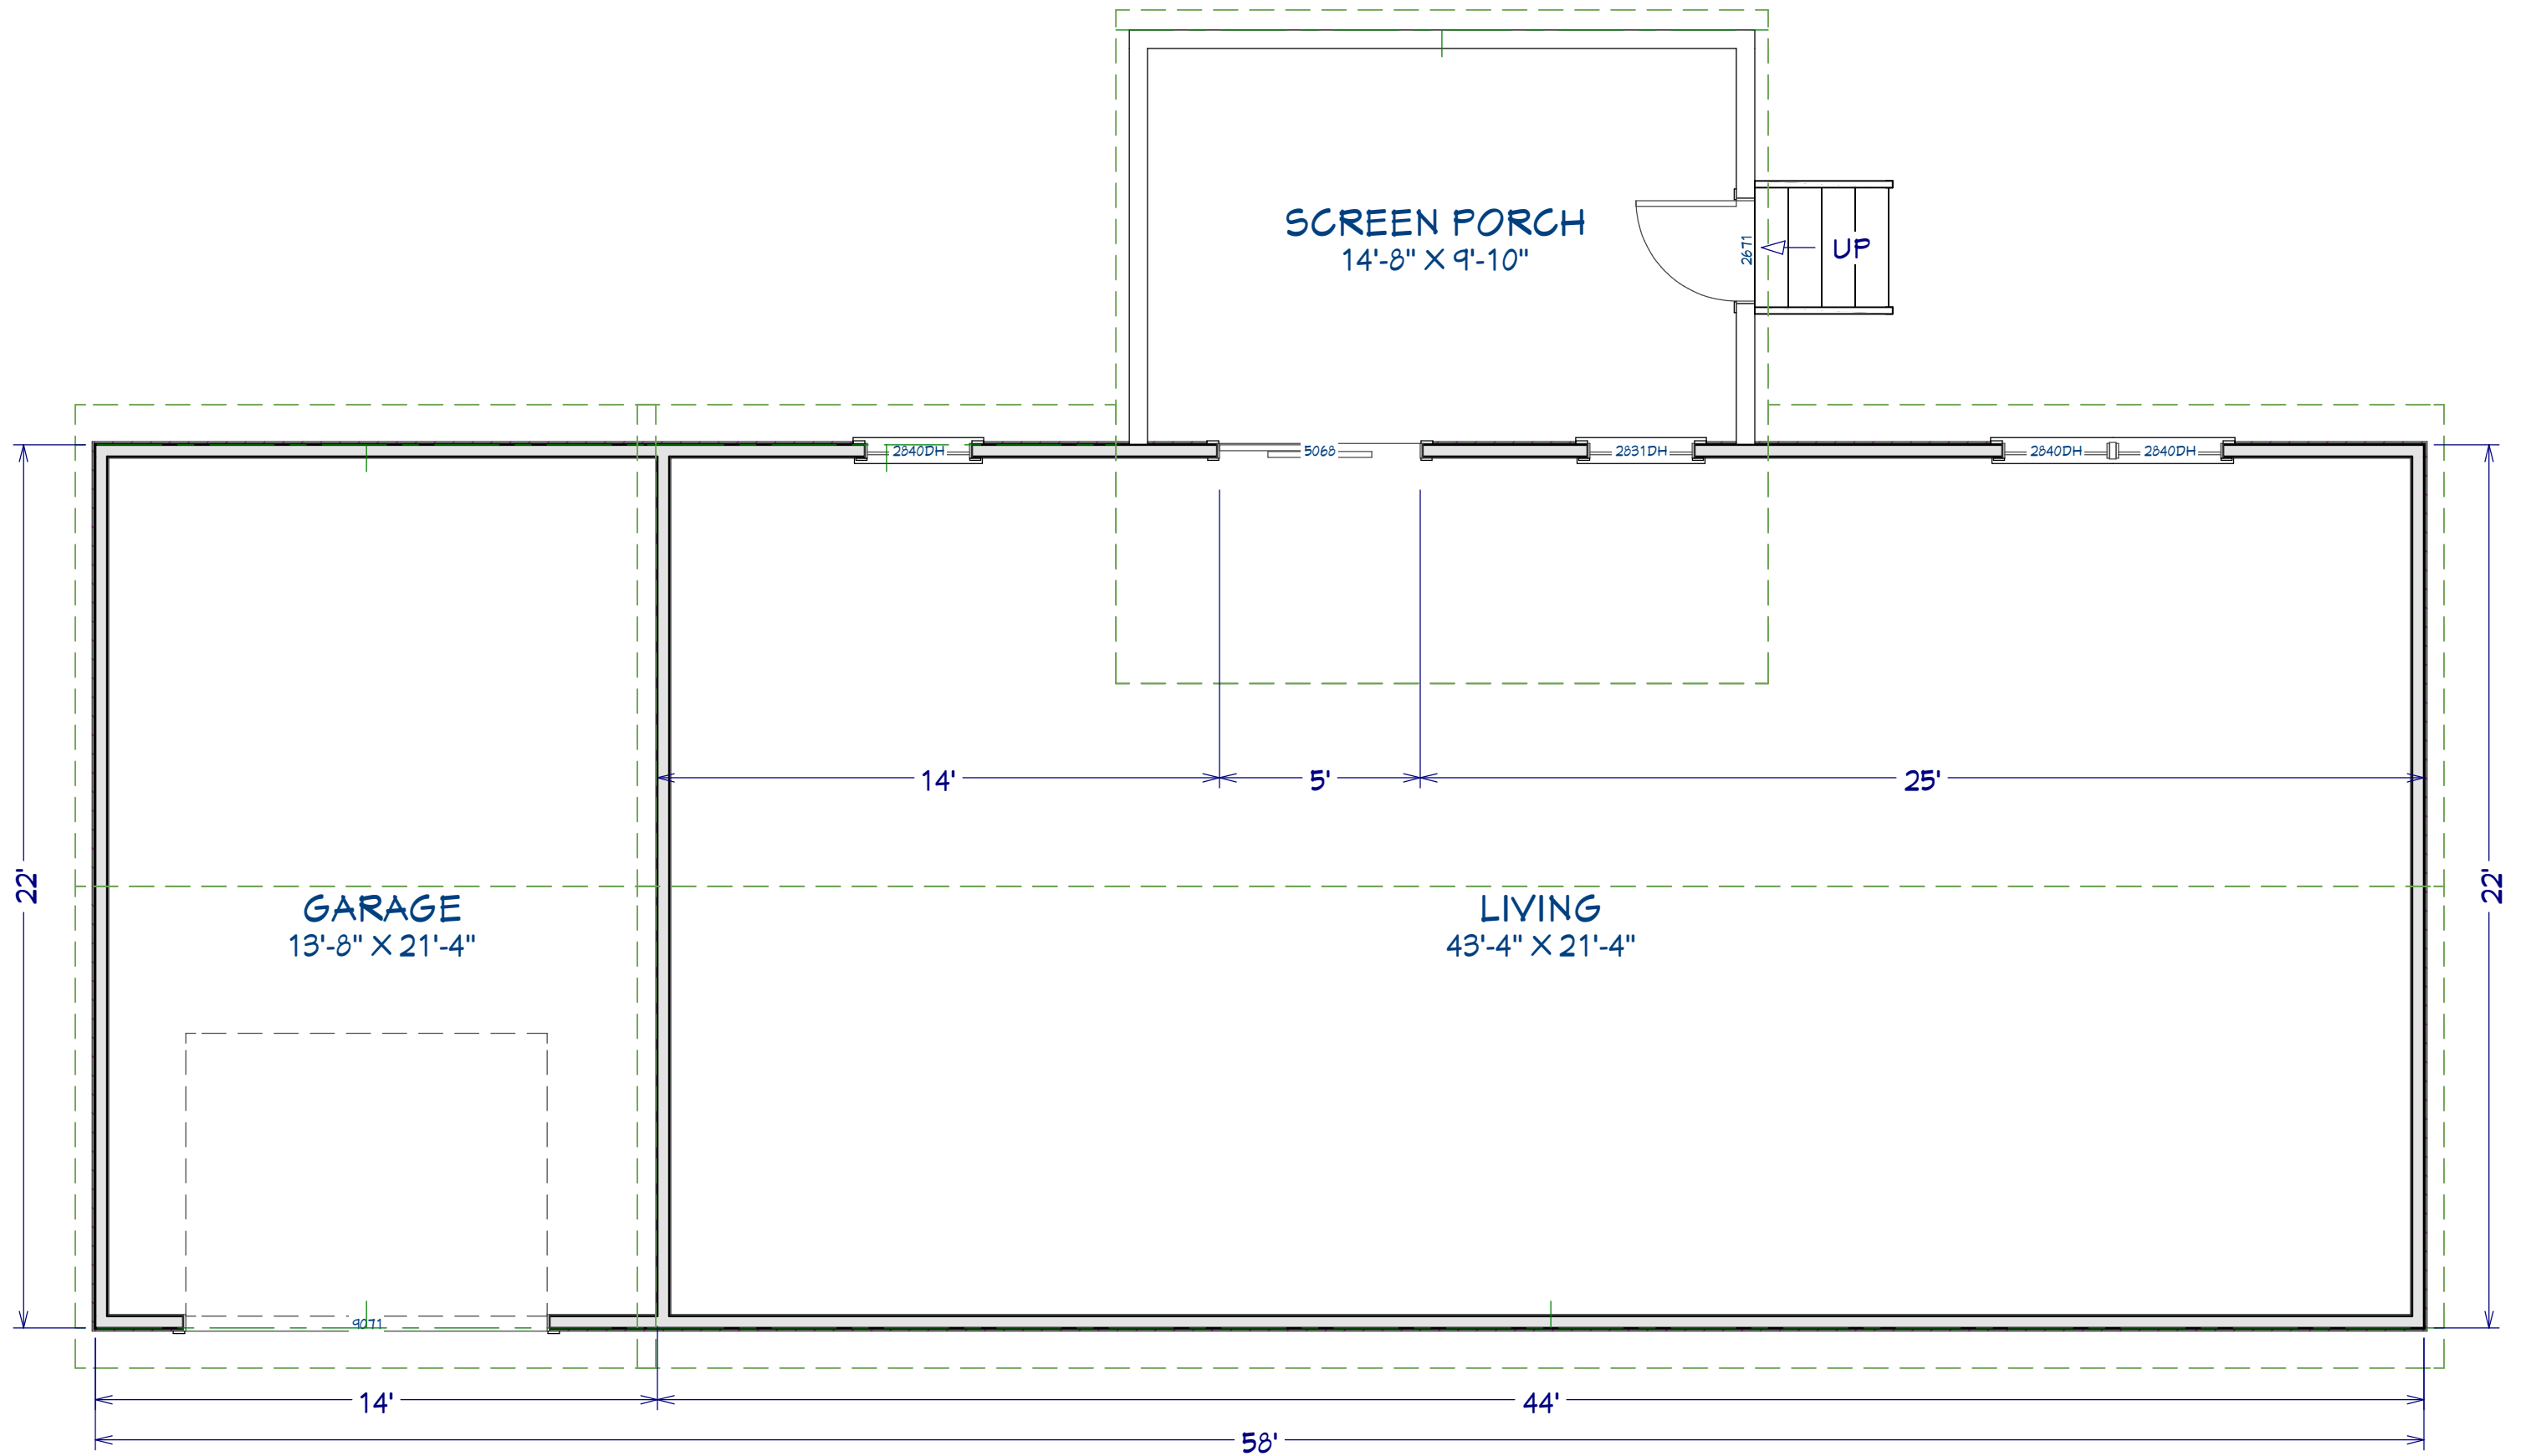 SCREEN PORCH
14'-8" X 9'-10"
2671
UP
2840DH
5068
2831DH
2840DH
2840DH
14'
5'
25'
22'
22'
GARAGE
13'-8" X 21'-4"
LIVING
43'-4" X 21'-4"
9071
14'
44'
58'